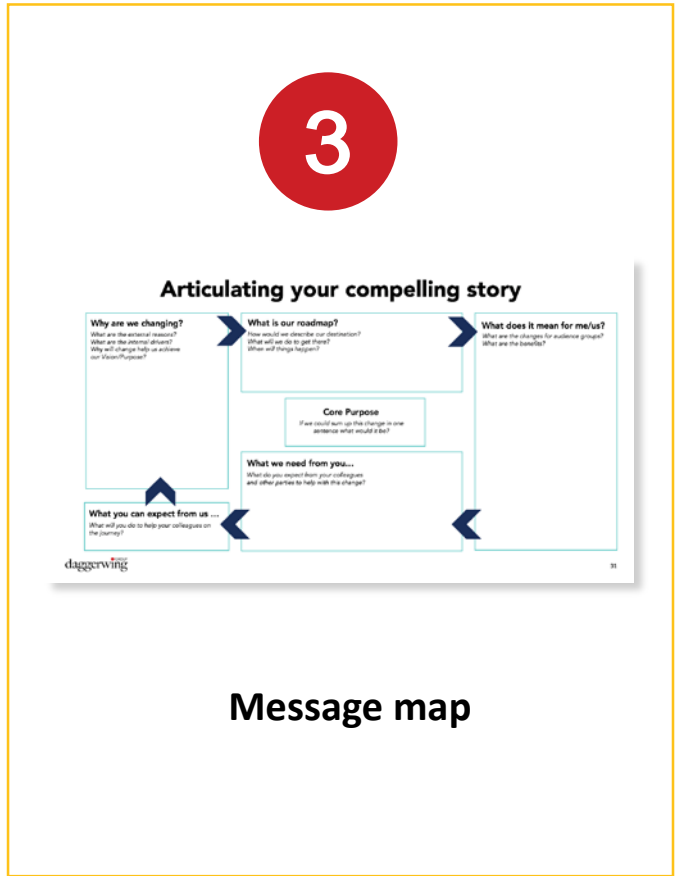 3
Articulating your compelling story
Why are we changing?
What are the external reasons?
What are the internal drivers?
Why will change help us achieve
our Vision/Purpose?
What is our roadmap?
How would we describe our destination?
What will we do to get there?
When will things happen?
What does it mean for me/us?
What are the changes for audience groups?
What are the benefits?
Core Purpose
If we could sum up this change in one
sentence what would it be?
What we need from you...
What do you expect from your colleagues
and other parties to help with this change?
What you can expect from us ...
What will you do to help your colleagues on
the journey?
daggerwing
31
Message map